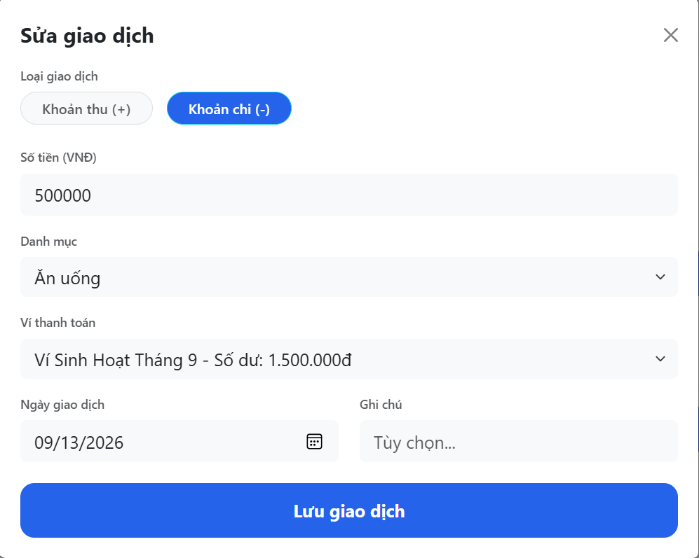 Sửa giao dịch
Loại giao dịch
Khoản thu (+)
Khoản chi (-)
Số tiền (VNĐ)
500000
Danh mục
Ăn uống
Ví thanh toán
Ví Sinh Hoạt Tháng 9 - Số dư: 1.500.000đ
Ngày giao dịch
Ghi chú
09/13/2026
Tùy chọn...
Lưu giao dịch